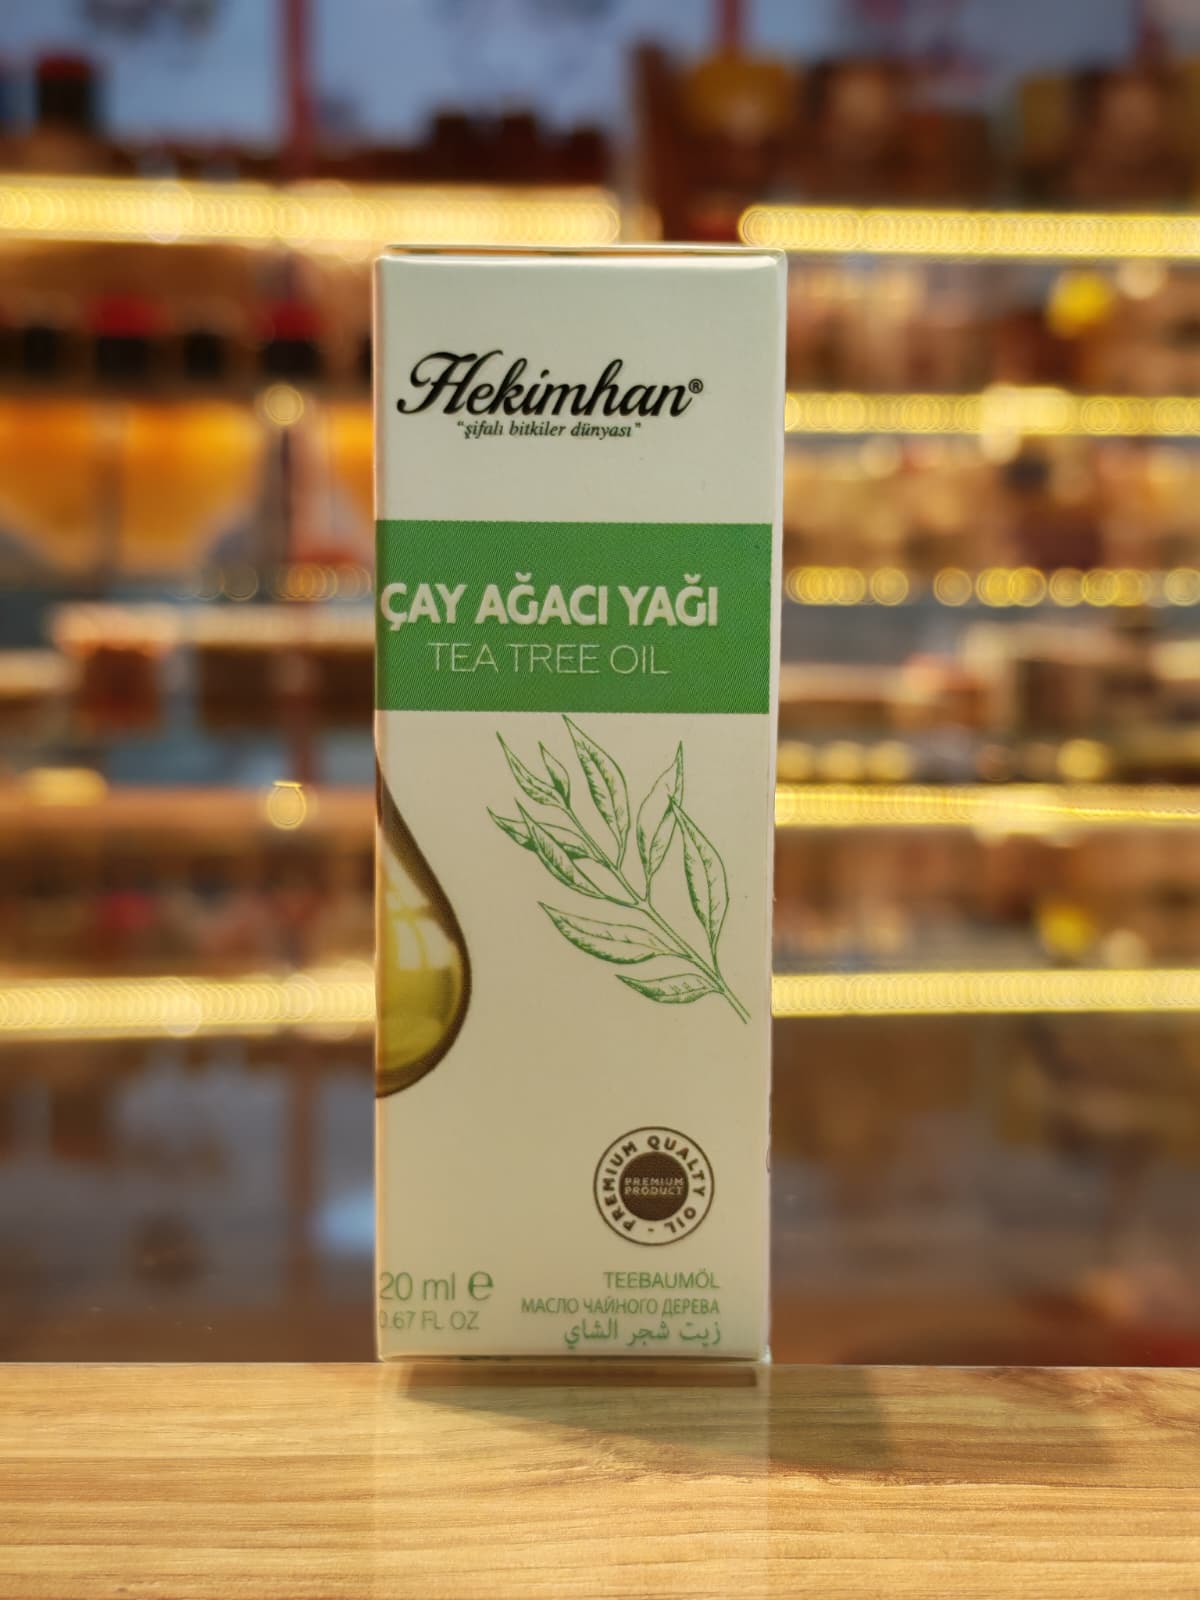 Hekimhan®
"şifalı bitkiler dünyası"
ÇAY AĞACI YAĞI
TEA TREE OIL
PREMIUM QUALTY OIL -
PREMIUM
PRODUCT
20 ml ℮
0.67 FL OZ
TEEBAUMÖL
МАСЛО ЧАЙНОГО ДЕРЕВА
زيت شجر الشاي